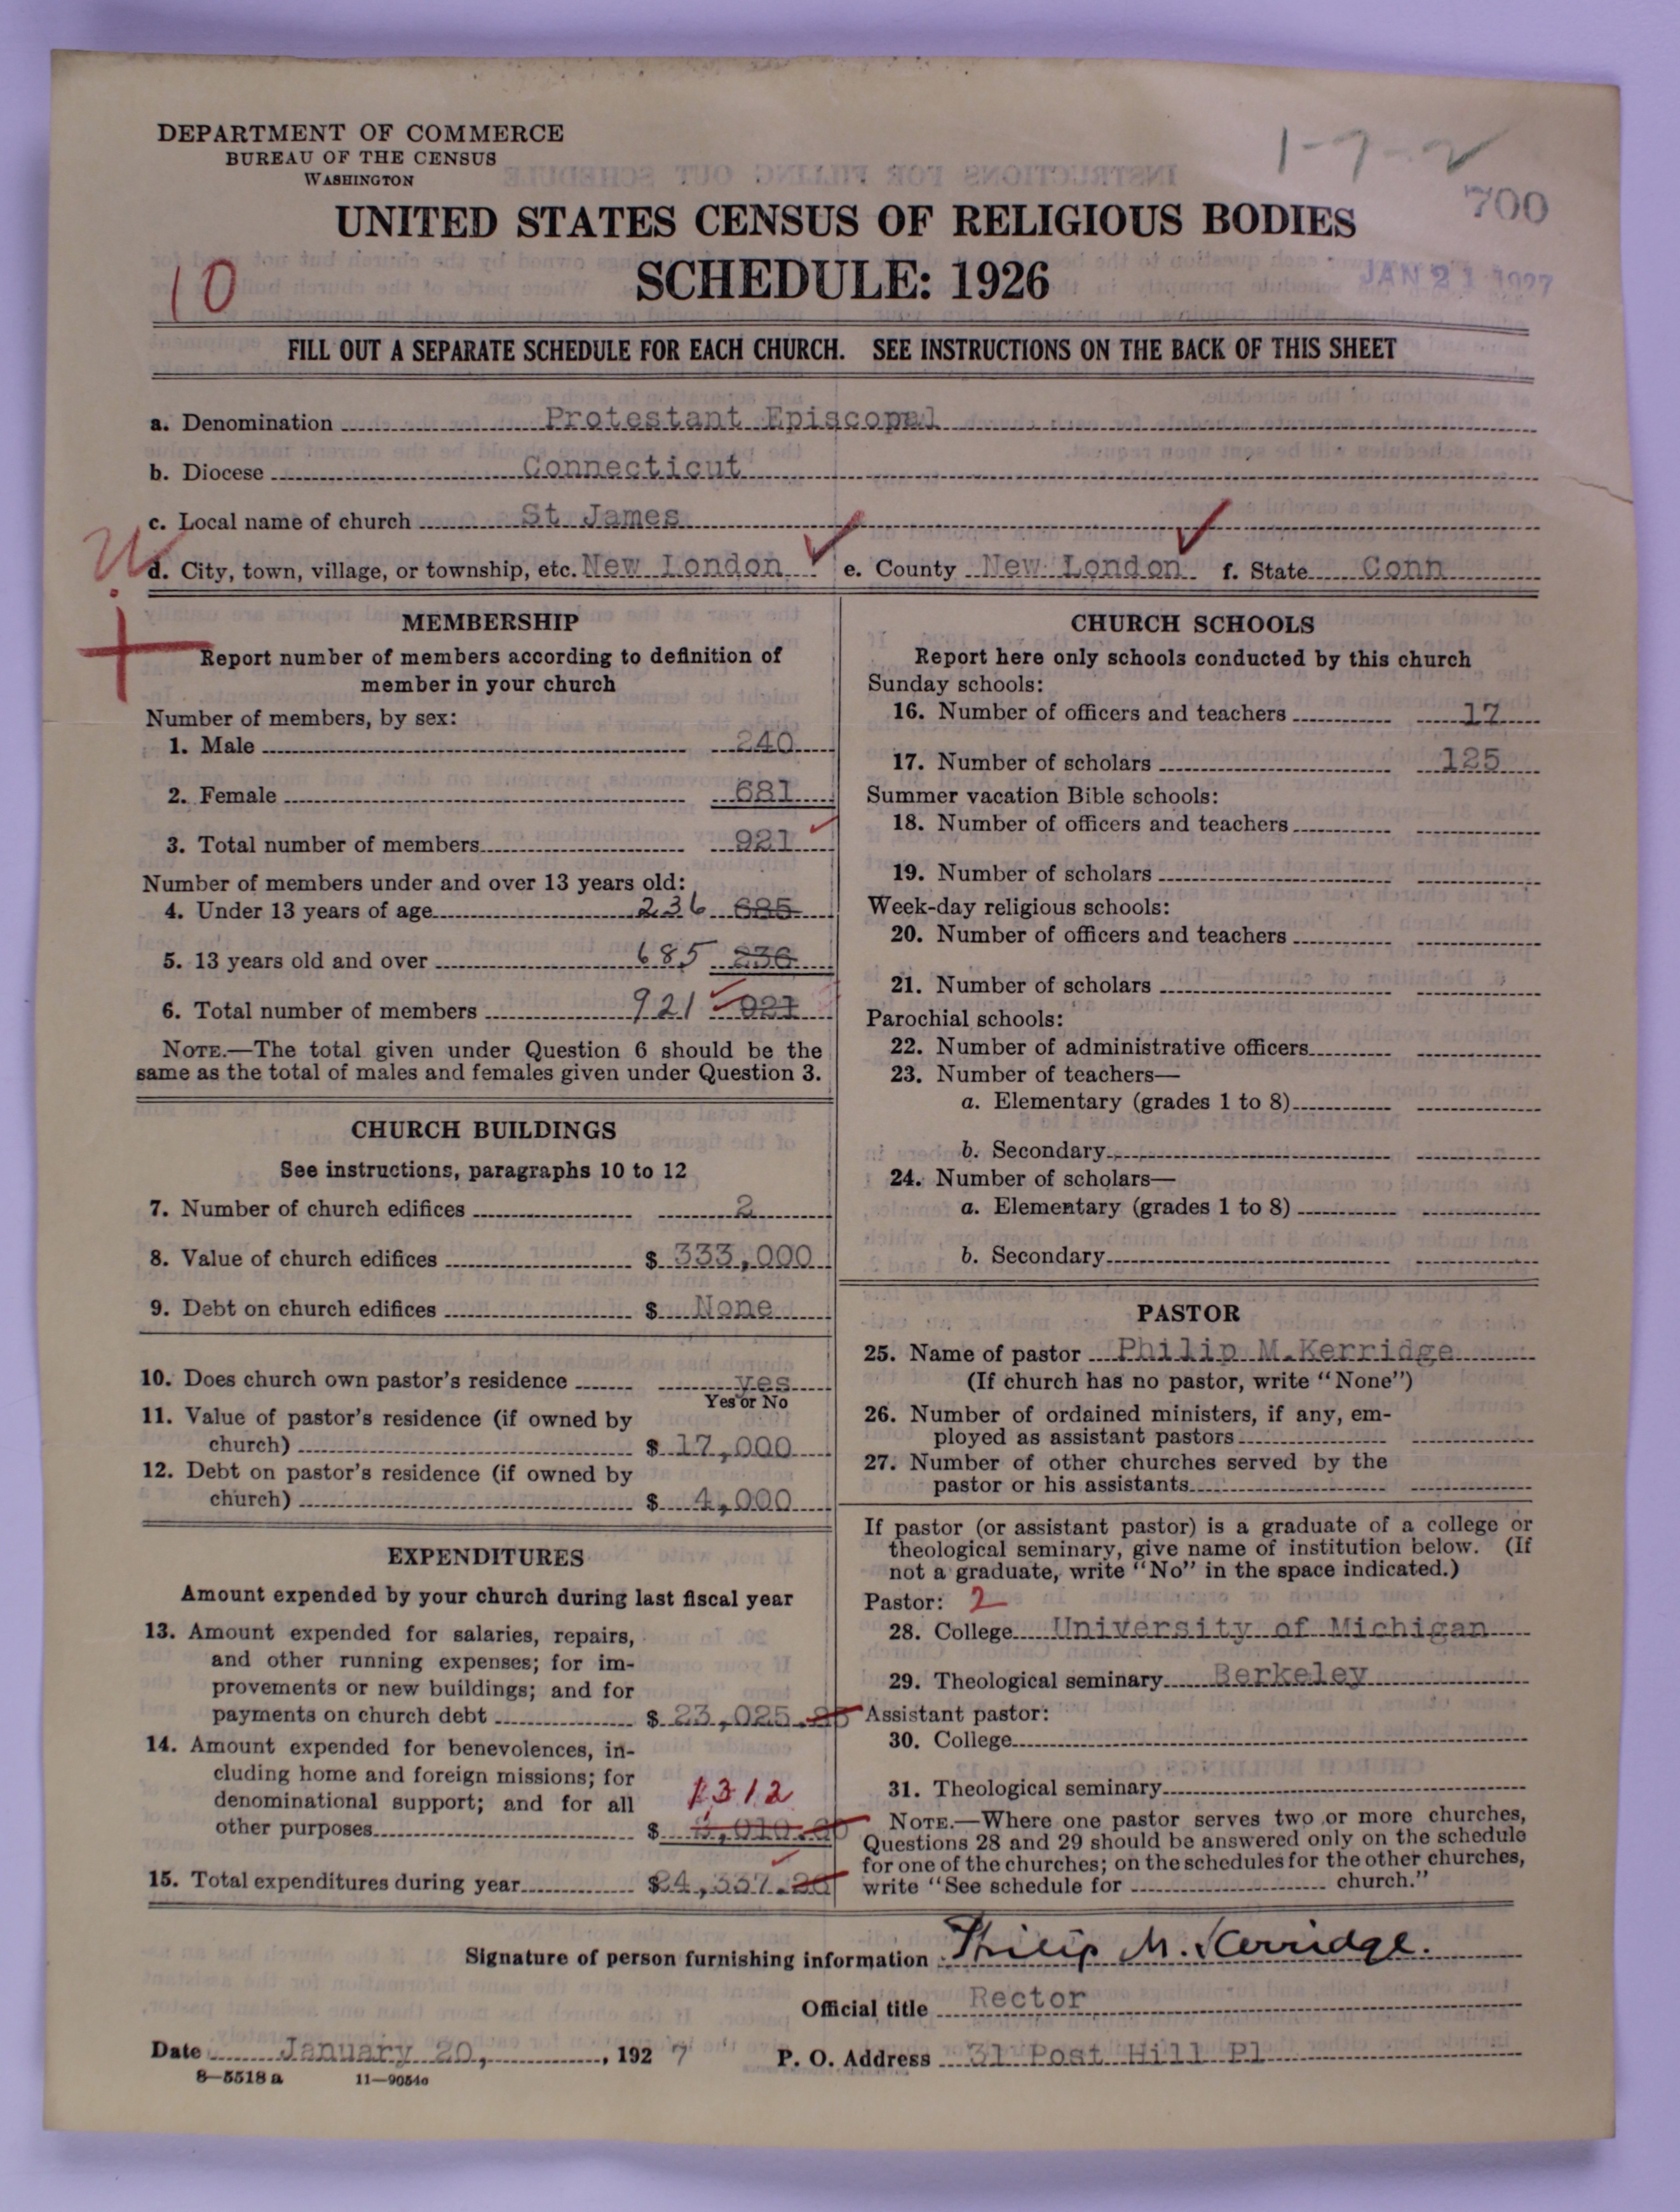 DEPARTMENT OF COMMERCE
BUREAU OF THE CENSUS
WASHINGTON
1-7-2
700
UNITED STATES CENSUS OF RELIGIOUS BODIES
SCHEDULE: 1926
10
JAN 21 1927
FILL OUT A SEPARATE SCHEDULE FOR EACH CHURCH. SEE INSTRUCTIONS ON THE BACK OF THIS SHEET
a. Denomination Protestant Episcopal
b. Diocese Connecticut
c. Local name of church St James
d. City, town, village, or township, etc. New London e. County New London f. State Conn
MEMBERSHIP
Report number of members according to definition of
member in your church
Number of members, by sex:
1. Male 240
2. Female 681
3. Total number of members 921
Number of members under and over 13 years old:
4. Under 13 years of age 236 685
5. 13 years old and over 685 236
6. Total number of members 921 921
NOTE.—The total given under Question 6 should be the
same as the total of males and females given under Question 3.
CHURCH BUILDINGS
See instructions, paragraphs 10 to 12
7. Number of church edifices 2
8. Value of church edifices $ 333,000
9. Debt on church edifices $ None
10. Does church own pastor's residence yes
Yes or No
11. Value of pastor's residence (if owned by
church) $ 17,000
12. Debt on pastor's residence (if owned by
church) $ 4,000
EXPENDITURES
Amount expended by your church during last fiscal year
13. Amount expended for salaries, repairs,
and other running expenses; for im-
provements or new buildings; and for
payments on church debt $ 23,025.
14. Amount expended for benevolences, in-
cluding home and foreign missions; for
denominational support; and for all
1312
other purposes $
15. Total expenditures during year $24,337.
CHURCH SCHOOLS
Report here only schools conducted by this church
Sunday schools:
16. Number of officers and teachers 17
17. Number of scholars 125
Summer vacation Bible schools:
18. Number of officers and teachers
19. Number of scholars
Week-day religious schools:
20. Number of officers and teachers
21. Number of scholars
Parochial schools:
22. Number of administrative officers
23. Number of teachers—
a. Elementary (grades 1 to 8)
b. Secondary
24. Number of scholars—
a. Elementary (grades 1 to 8)
b. Secondary
PASTOR
25. Name of pastor Philip M.Kerridge
(If church has no pastor, write "None")
26. Number of ordained ministers, if any, em-
ployed as assistant pastors
27. Number of other churches served by the
pastor or his assistants
If pastor (or assistant pastor) is a graduate of a college or
theological seminary, give name of institution below. (If
not a graduate, write "No" in the space indicated.)
Pastor: 2
28. College University of Michigan
29. Theological seminary Berkeley
Assistant pastor:
30. College
31. Theological seminary
NOTE.—Where one pastor serves two or more churches,
Questions 28 and 29 should be answered only on the schedule
for one of the churches; on the schedules for the other churches,
write "See schedule for church."
Signature of person furnishing information Philip M. Kerridge.
Official title Rector
Date January 20, , 1927 P. O. Address 31 Post Hill Pl
8—5518 a 11—9051a